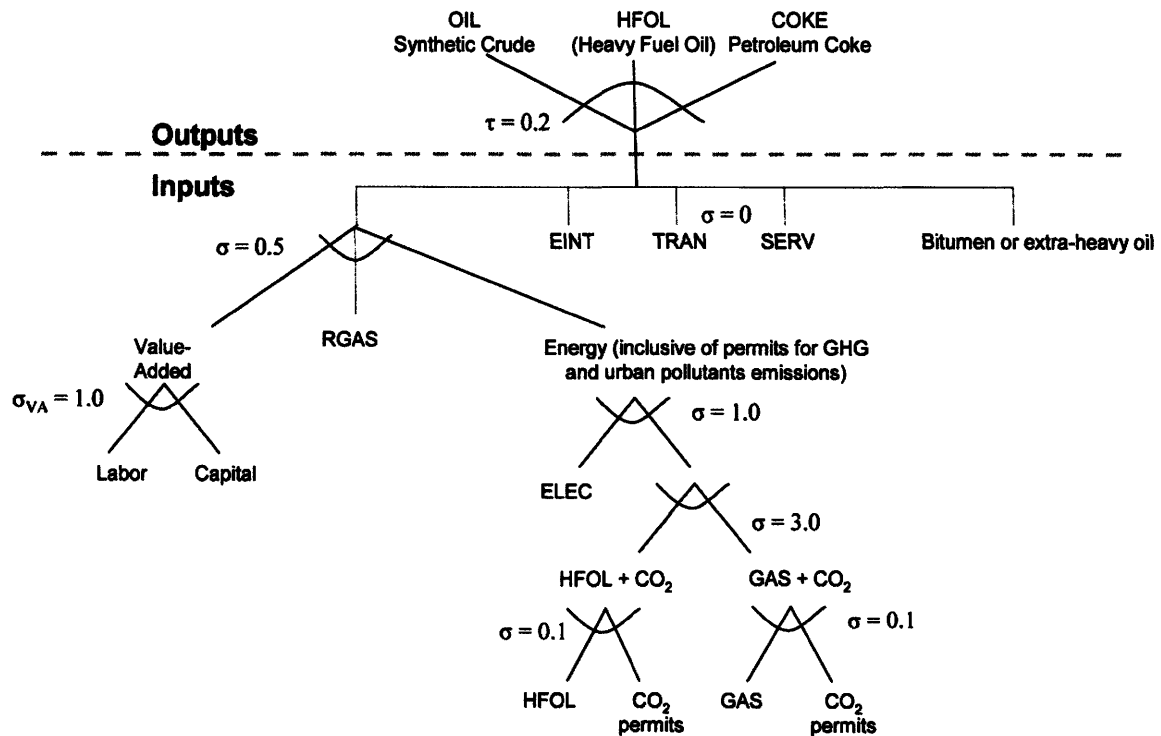 OIL
Synthetic Crude
HFOL
(Heavy Fuel Oil)
COKE
Petroleum Coke
τ = 0.2
Outputs
Inputs
σ = 0
σ = 0.5
EINT
TRAN
SERV
Bitumen or extra-heavy oil
Value-
Added
RGAS
Energy (inclusive of permits for GHG
and urban pollutants emissions)
σVA = 1.0
σ = 1.0
Labor
Capital
ELEC
σ = 3.0
HFOL + CO₂
GAS + CO₂
σ = 0.1
σ = 0.1
HFOL
CO₂
permits
GAS
CO₂
permits